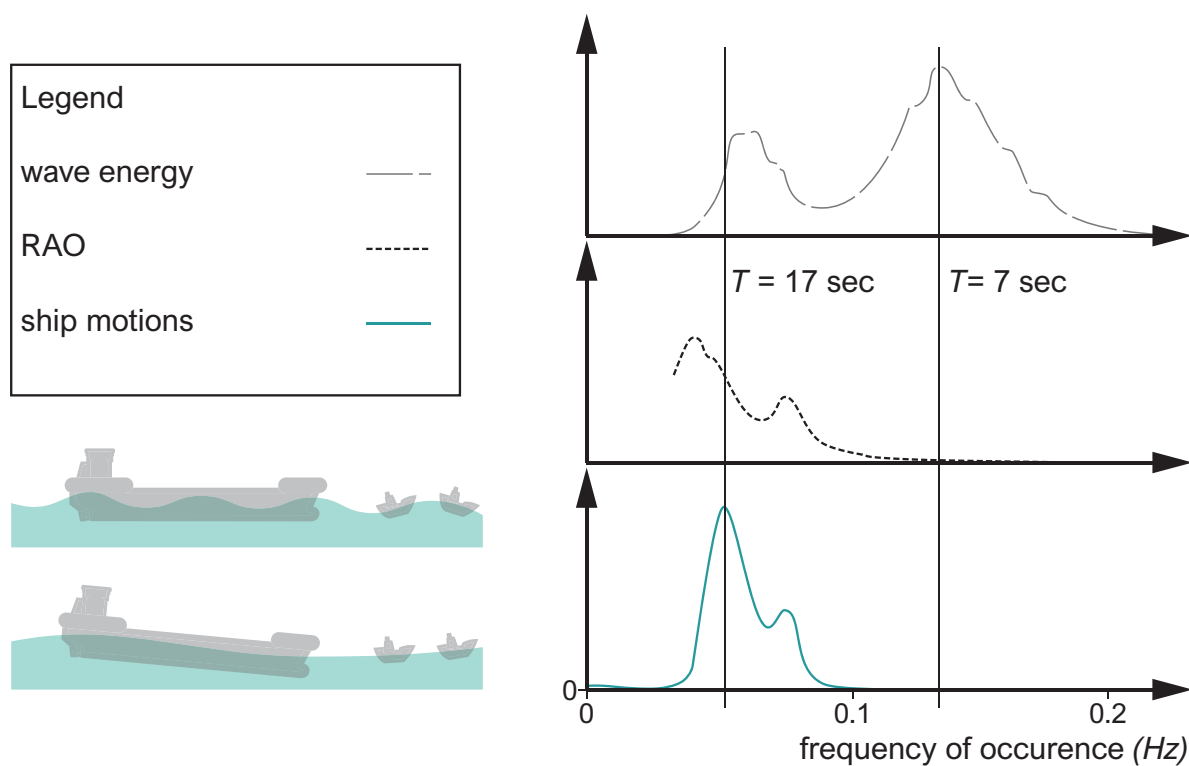 Legend
wave energy
RAO
ship motions
T = 17 sec
T= 7 sec
0
0
0.1
0.2
frequency of occurence (Hz)